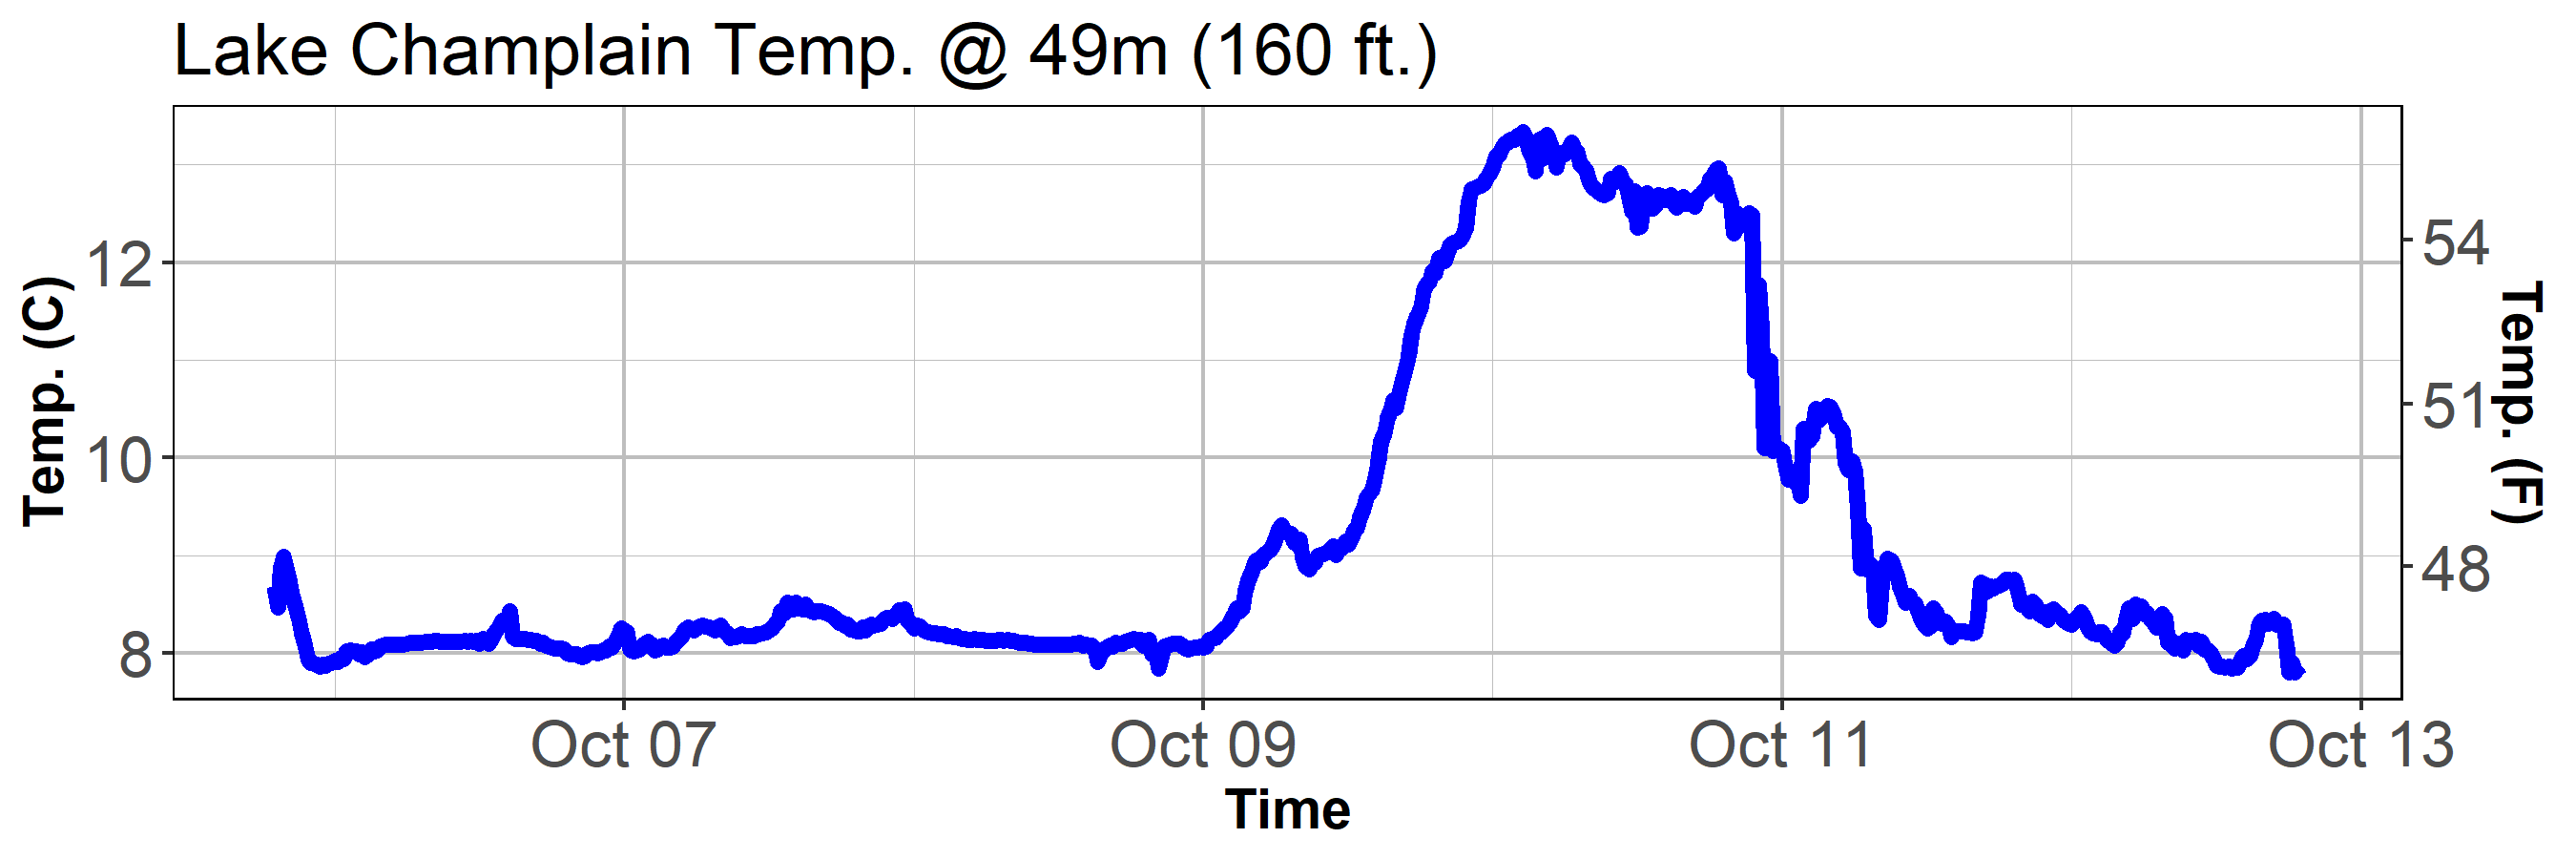 Lake Champlain Temp. @ 49m (160 ft.)
Temp. (C)
12
10
8
54
51
48
Temp. (F)
Oct 07
Oct 09
Oct 11
Oct 13
Time